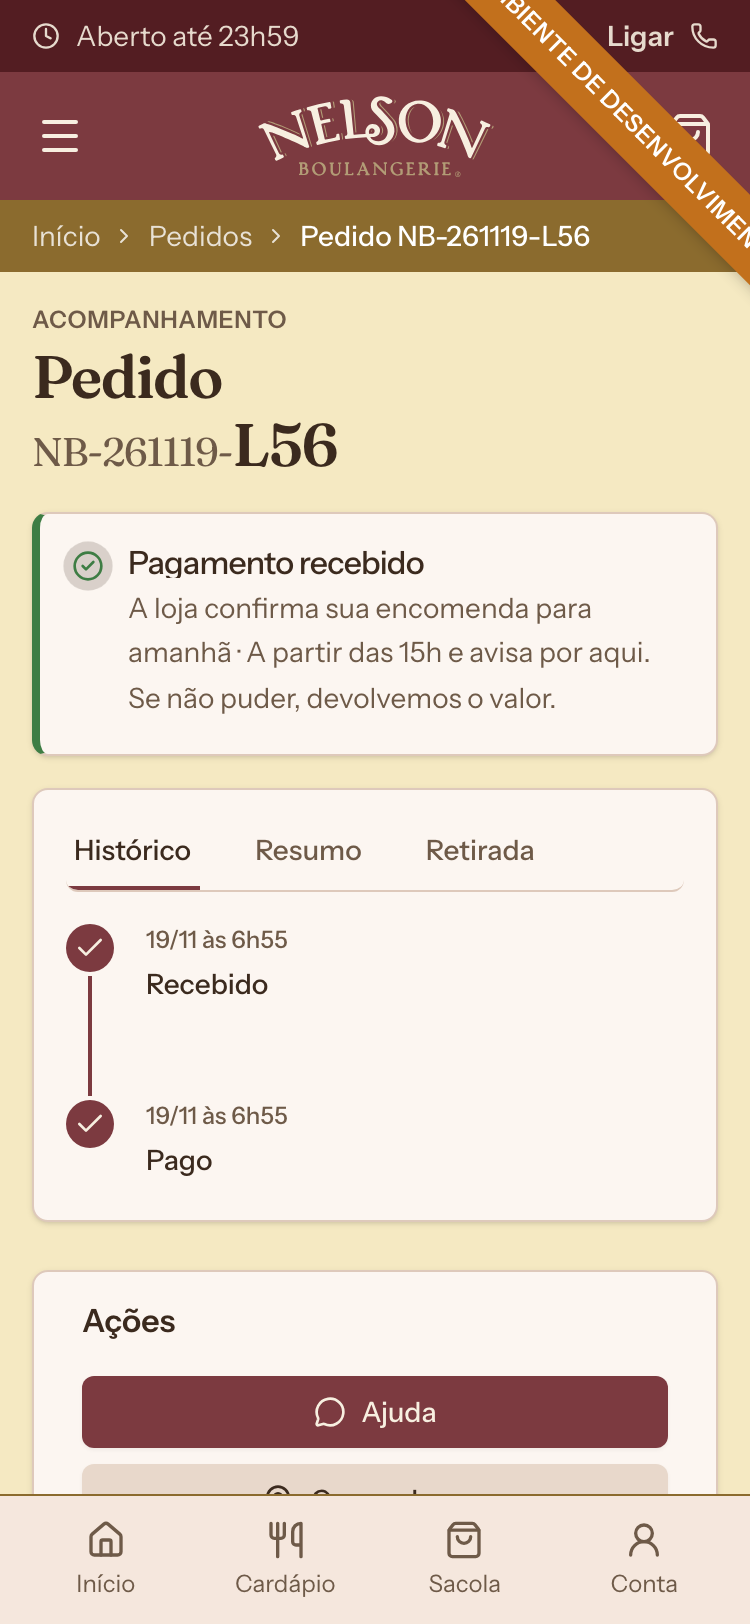 Aberto até 23h59
Ligar
NELSON
BOULANGERIE
Início > Pedidos > Pedido NB-261119-L56
ACOMPANHAMENTO
Pedido
NB-261119-L56
Pagamento recebido
A loja confirma sua encomenda para
amanhã · A partir das 15h e avisa por aqui.
Se não puder, devolvemos o valor.
Histórico Resumo Retirada
19/11 às 6h55
Recebido
19/11 às 6h55
Pago
Ações
Ajuda
Início Cardápio Sacola Conta
DE DESENVOLVIMEN